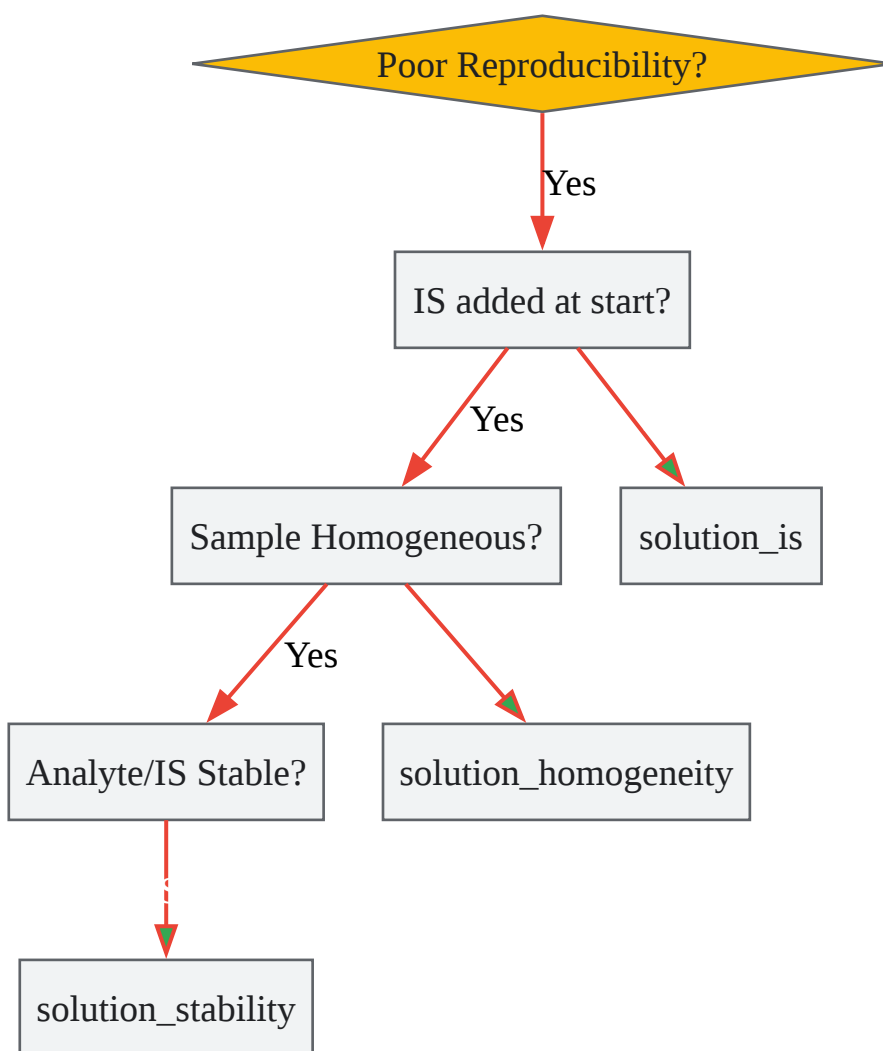 Poor Reproducibility?
Yes
IS added at start?
Yes
Sample Homogeneous?
solution_is
Yes
Analyte/IS Stable?
solution_homogeneity
solution_stability